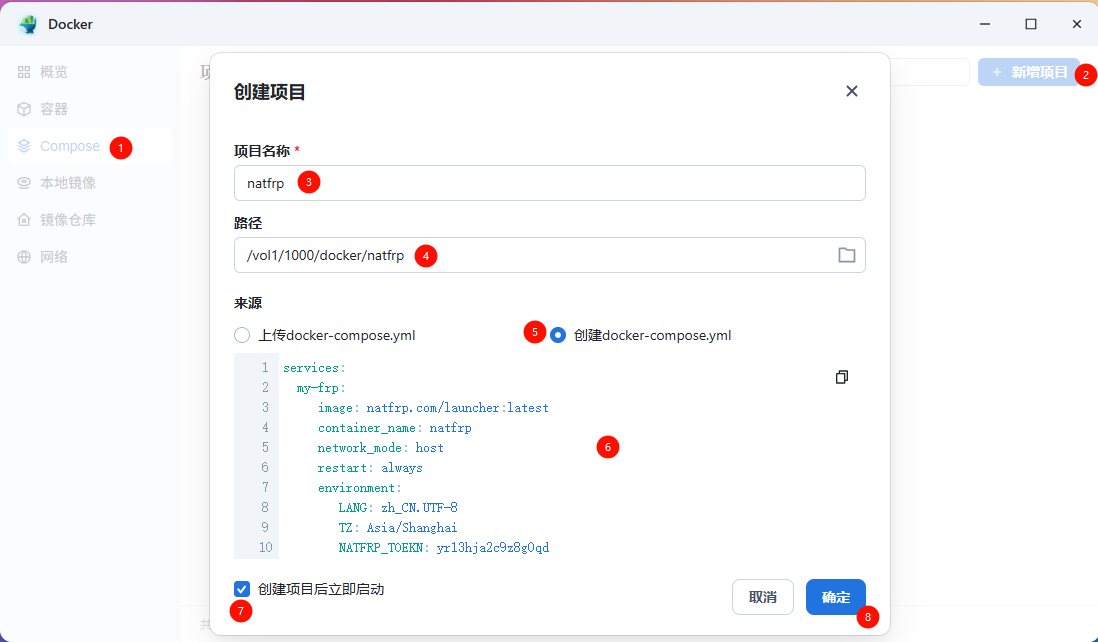 Docker
概览
容器
Compose
1
本地镜像
镜像仓库
网络
+ 新增项目
2
创建项目
项目名称 *
natfrp
3
路径
/vol1/1000/docker/natfrp
4
来源
上传docker-compose.yml
5
创建docker-compose.yml
1 services:
2 my-frp:
3 image: natfrp.com/launcher:latest
4 container_name: natfrp
5 network_mode: host
6 restart: always
7 environment:
8 LANG: zh_CN.UTF-8
9 TZ: Asia/Shanghai
10 NATFRP_TOEKN: yr13hja2c9z8g0qd
6
创建项目后立即启动
7
取消
确定
8
共